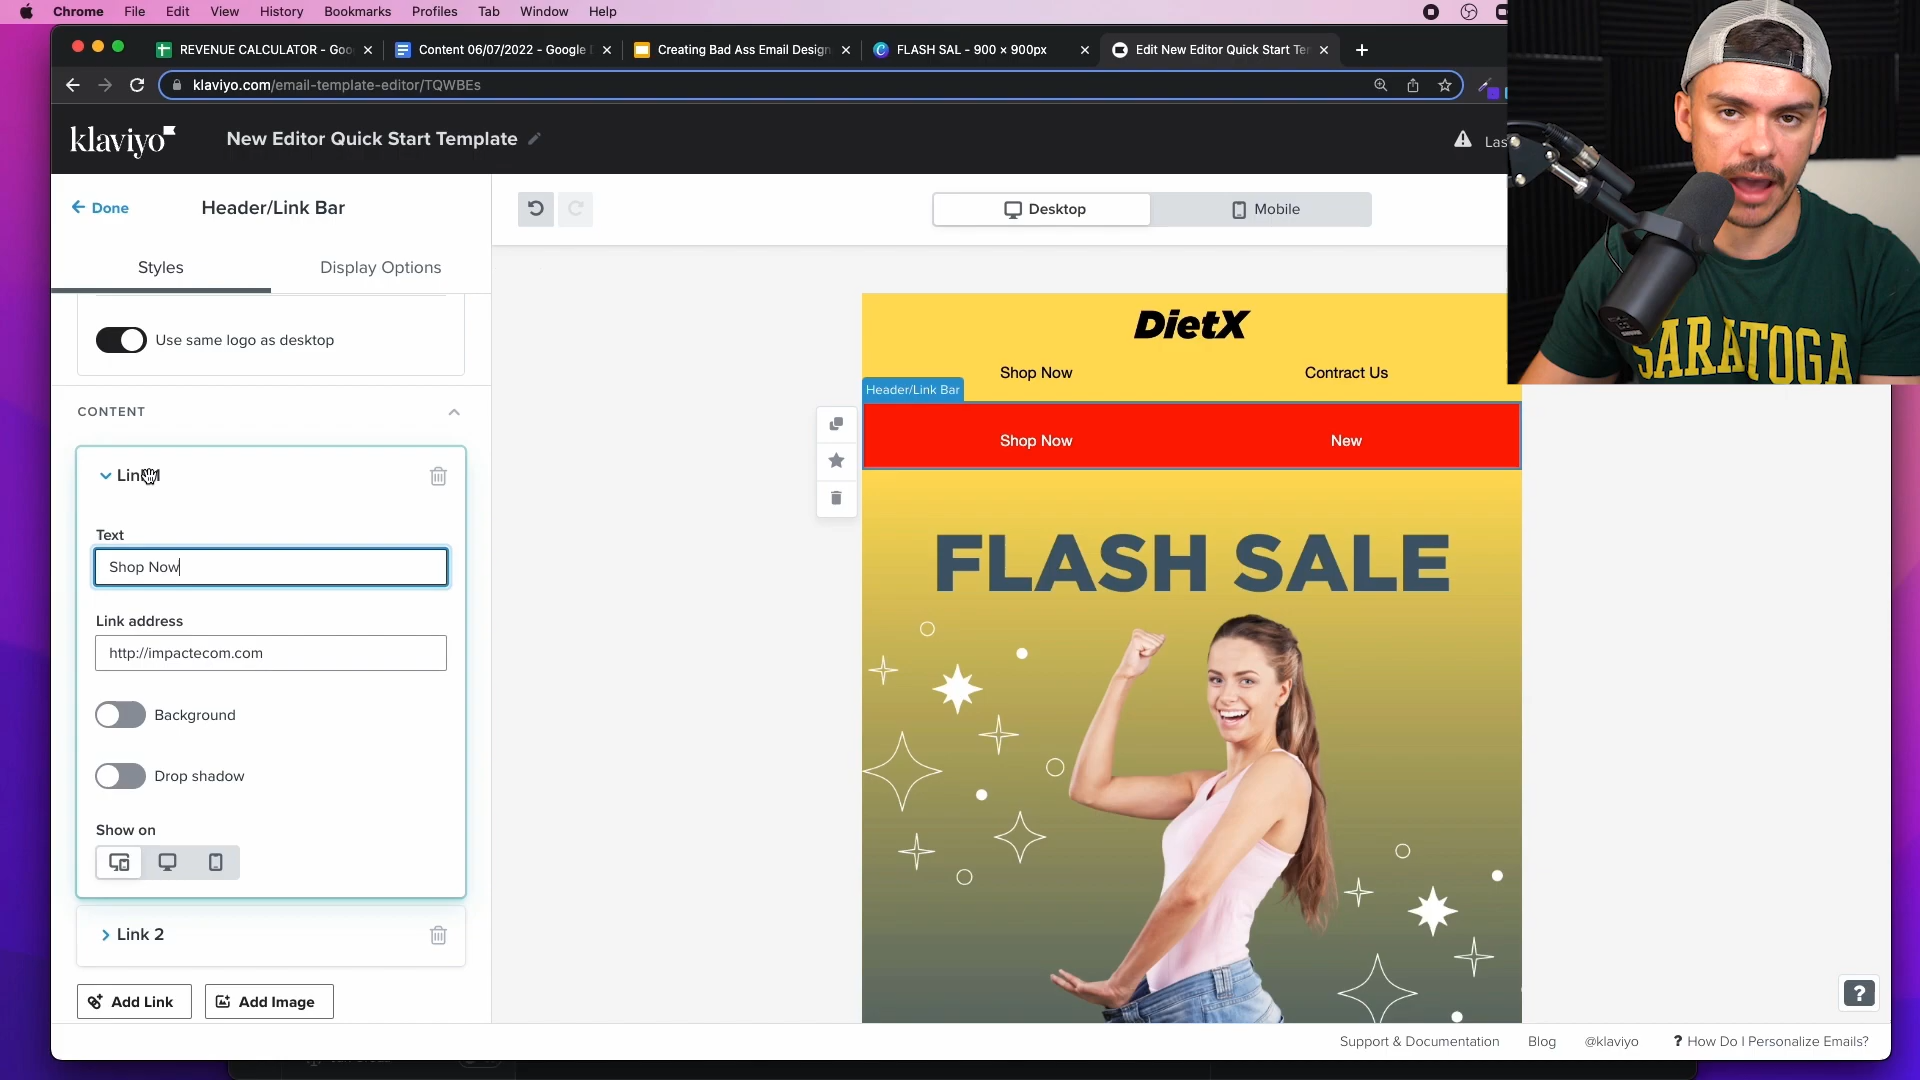 Chrome File Edit View History Bookmarks Profiles Tab Window Help
REVENUE CALCULATOR - Goo
Content 06/07/2022 - Google D
Creating Bad Ass Email Design
FLASH SAL - 900 × 900px
Edit New Editor Quick Start Ter
klaviyo.com/email-template-editor/TQWBEs
klaviyo
New Editor Quick Start Template
Las
Done
Header/Link Bar
Desktop
Mobile
Styles
Display Options
SARATOGA
DietX
Use same logo as desktop
Shop Now
Contract Us
Header/Link Bar
CONTENT
Shop Now
New
Link 1
FLASH SALE
Text
Shop Now
Link address
http://impactecom.com
Background
Drop shadow
Show on
Link 2
Add Link
Add Image
?
Support & Documentation
Blog
@klaviyo
? How Do I Personalize Emails?